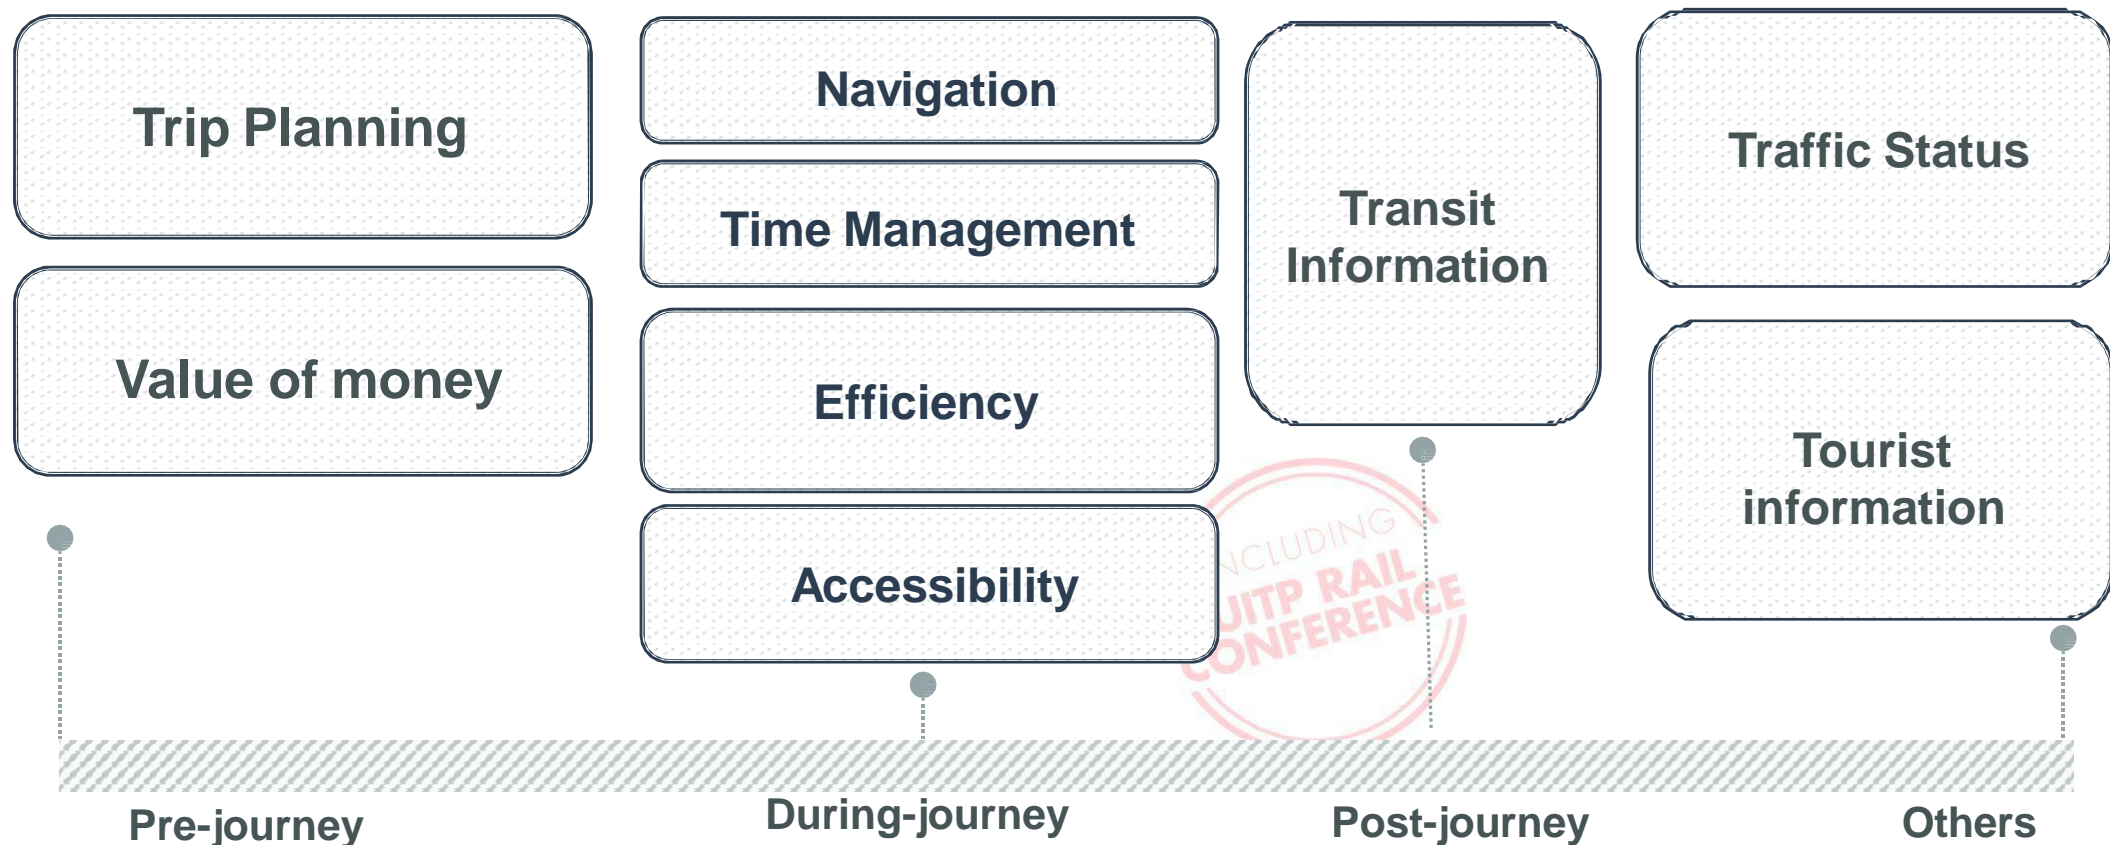 Trip Planning
Value of money
Navigation
Time Management
Efficiency
Accessibility
Transit
Information
Traffic Status
Tourist
information
UITP RAIL
CONFERENCE
Pre-journey
During-journey
Post-journey
Others